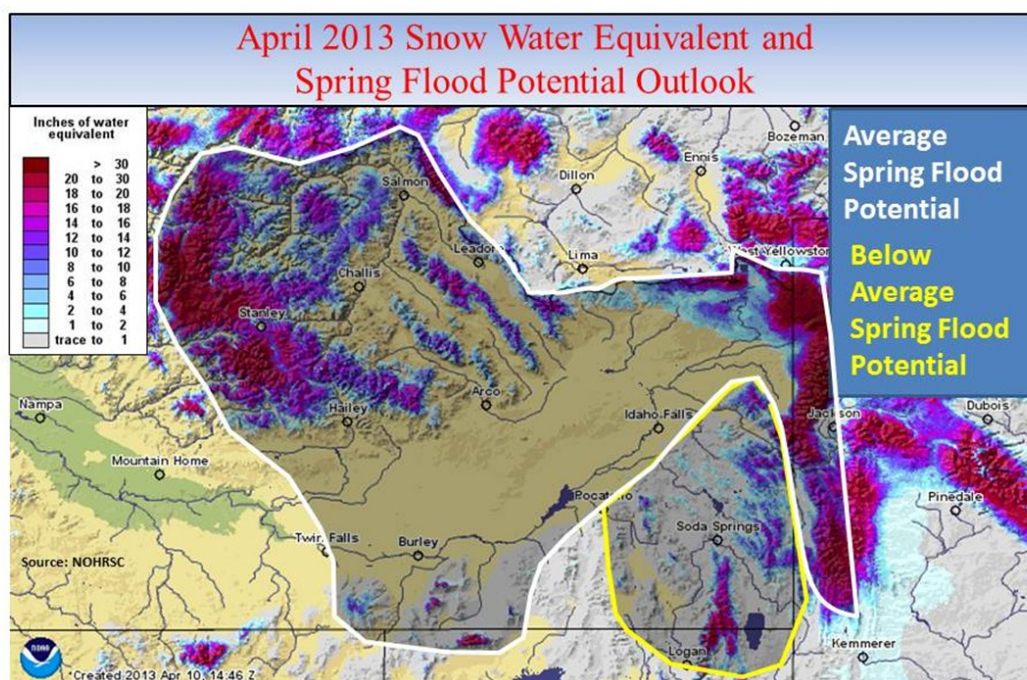 April 2013 Snow Water Equivalent and
Spring Flood Potential Outlook
Inches of water
equivalent
> 30
20 to 30
18 to 20
16 to 18
14 to 16
12 to 14
10 to 12
8 to 10
6 to 8
4 to 6
2 to 4
1 to 2
trace to 1
Average
Spring Flood
Potential
Below
Average
Spring Flood
Potential
Bozeman
Ennis
Dillon
Salmon
Leadore
Lima
West Yellowston
Challis
Stanley
Nampa
Hailey
Arco
Idaho Falls
Jackson
Dubois
Mountain Home
Pinedale
Pocatello
Soda Springs
Twin Falls
Burley
Source: NOHRSC
Kemmerer
Logan
NOAA
Created 2013 Apr 10, 14:46 Z